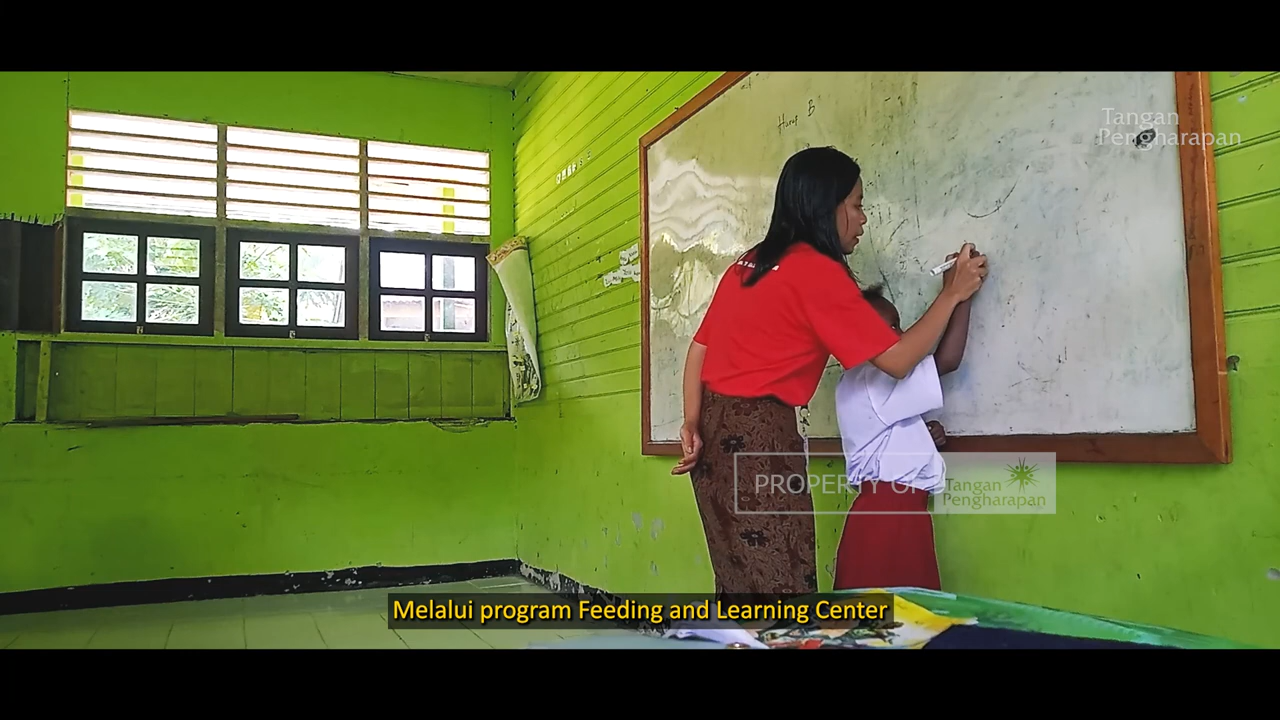 Tangan
Pengharapan
Huruf B
PROPERTY OF
Tangan
Pengharapan
Melalui program Feeding and Learning Center